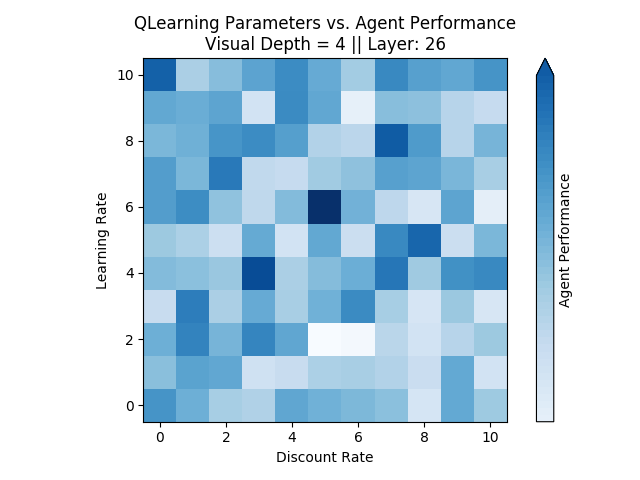 QLearning Parameters vs. Agent Performance
Visual Depth = 4 || Layer: 26
10
8
6
4
2
0
Learning Rate
0 2 4 6 8 10
Discount Rate
Agent Performance